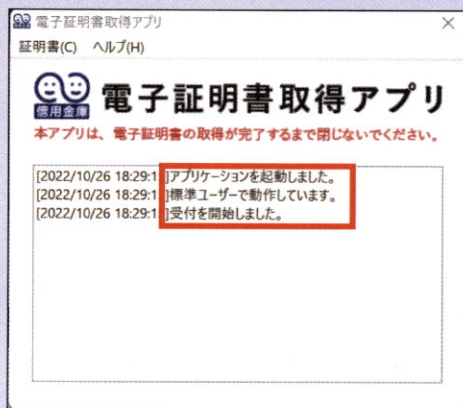 電子証明書取得アプリ
証明書(C) ヘルプ(H)
信用金庫
電子証明書取得アプリ
本アプリは、電子証明書の取得が完了するまで閉じないでください。
[2022/10/26 18:29:1 ]アプリケーションを起動しました。
[2022/10/26 18:29:1 ]標準ユーザーで動作しています。
[2022/10/26 18:29:1 ]受付を開始しました。